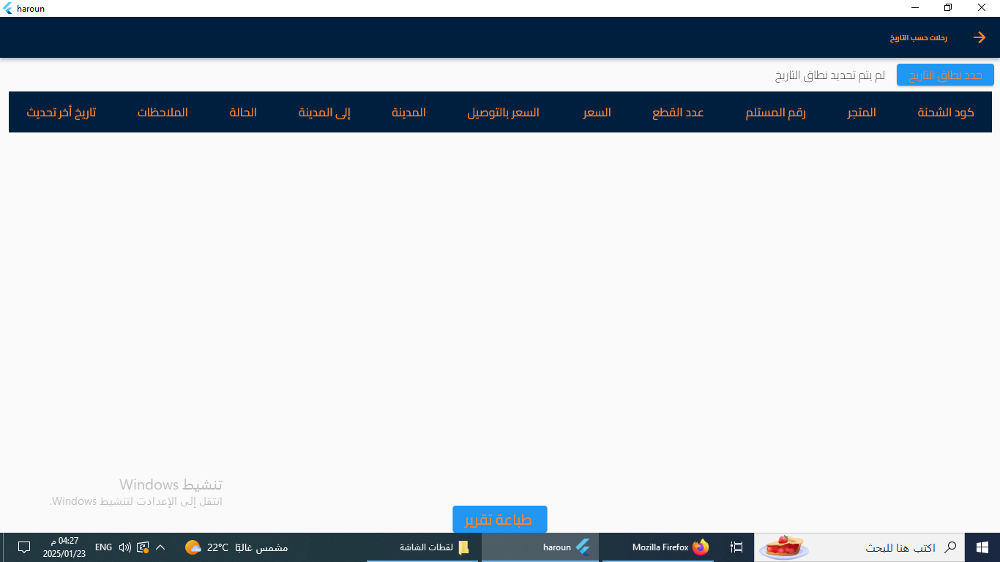 haroun
رحلات حسب التاريخ
حدد نطاق التاريخ لم يتم تحديد نطاق التاريخ
كود الشحنة المتجر رقم المستلم عدد القطع السعر السعر بالتوصيل المدينة إلى المدينة الحالة الملاحظات تاريخ أخر تحديث
تنشيط Windows
انتقل إلى الإعدادت لتنشيط Windows.
طباعة تقرير
اكتب هنا للبحث
Mozilla Firefox
haroun
لقطات الشاشة
22°C مشمس غالبًا
ENG
04:27 م
2025/01/23